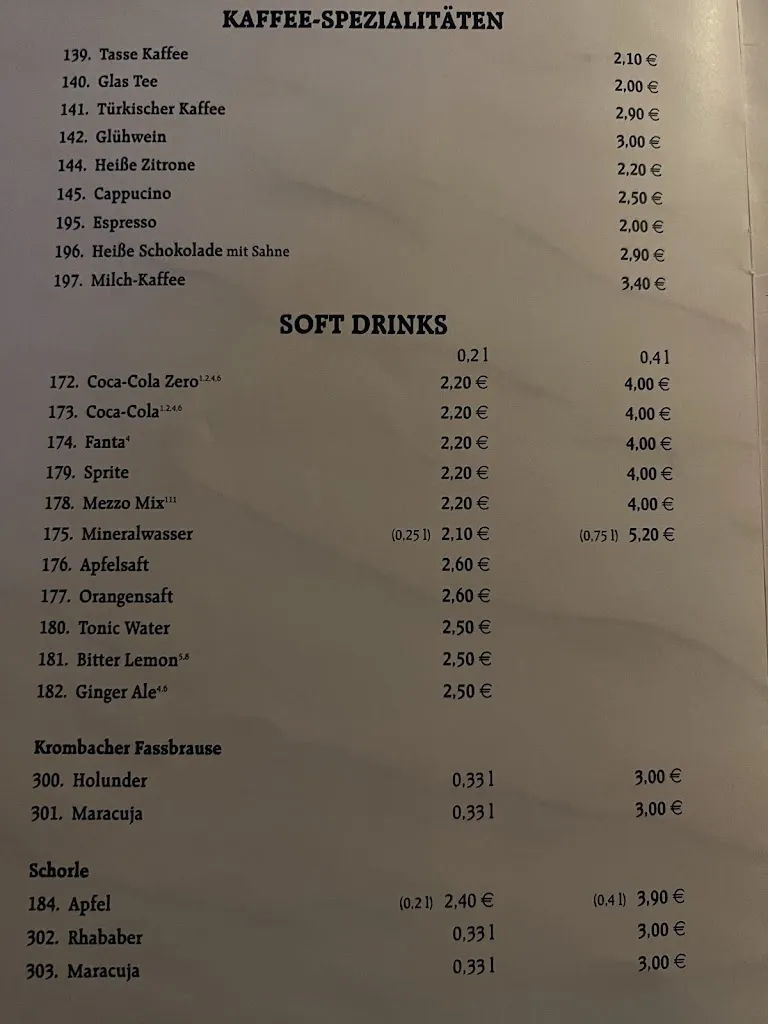 KAFFEE-SPEZIALITÄTEN
139. Tasse Kaffee 2,10 €
140. Glas Tee 2,00 €
141. Türkischer Kaffee 2,90 €
142. Glühwein 3,00 €
144. Heiße Zitrone 2,20 €
145. Cappucino 2,50 €
195. Espresso 2,00 €
196. Heiße Schokolade mit Sahne 2,90 €
197. Milch-Kaffee 3,40 €
SOFT DRINKS
0,2 l 0,4 l
172. Coca-Cola Zero1.2.4.6 2,20 € 4,00 €
173. Coca-Cola1.2.4.6 2,20 € 4,00 €
174. Fanta4 2,20 € 4,00 €
179. Sprite 2,20 € 4,00 €
178. Mezzo Mix111 2,20 € 4,00 €
175. Mineralwasser (0,25 l) 2,10 € (0,75 l) 5,20 €
176. Apfelsaft 2,60 €
177. Orangensaft 2,60 €
180. Tonic Water 2,50 €
181. Bitter Lemon5.8 2,50 €
182. Ginger Ale4.6 2,50 €
Krombacher Fassbrause
300. Holunder 0,33 l 3,00 €
301. Maracuja 0,33 l 3,00 €
Schorle
184. Apfel (0,2 l) 2,40 € (0,4 l) 3,90 €
302. Rhababer 0,33 l 3,00 €
303. Maracuja 0,33 l 3,00 €